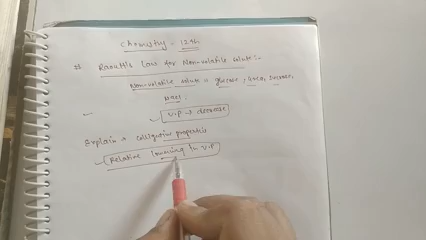 Chemistry - 12th
# Raoult's Law for Non-volatile solute :-
Non-volatile solute = glucose, Urea, Sucrose,
V.P → decrease
Explain → colligative properties
Relative lowering in V.P